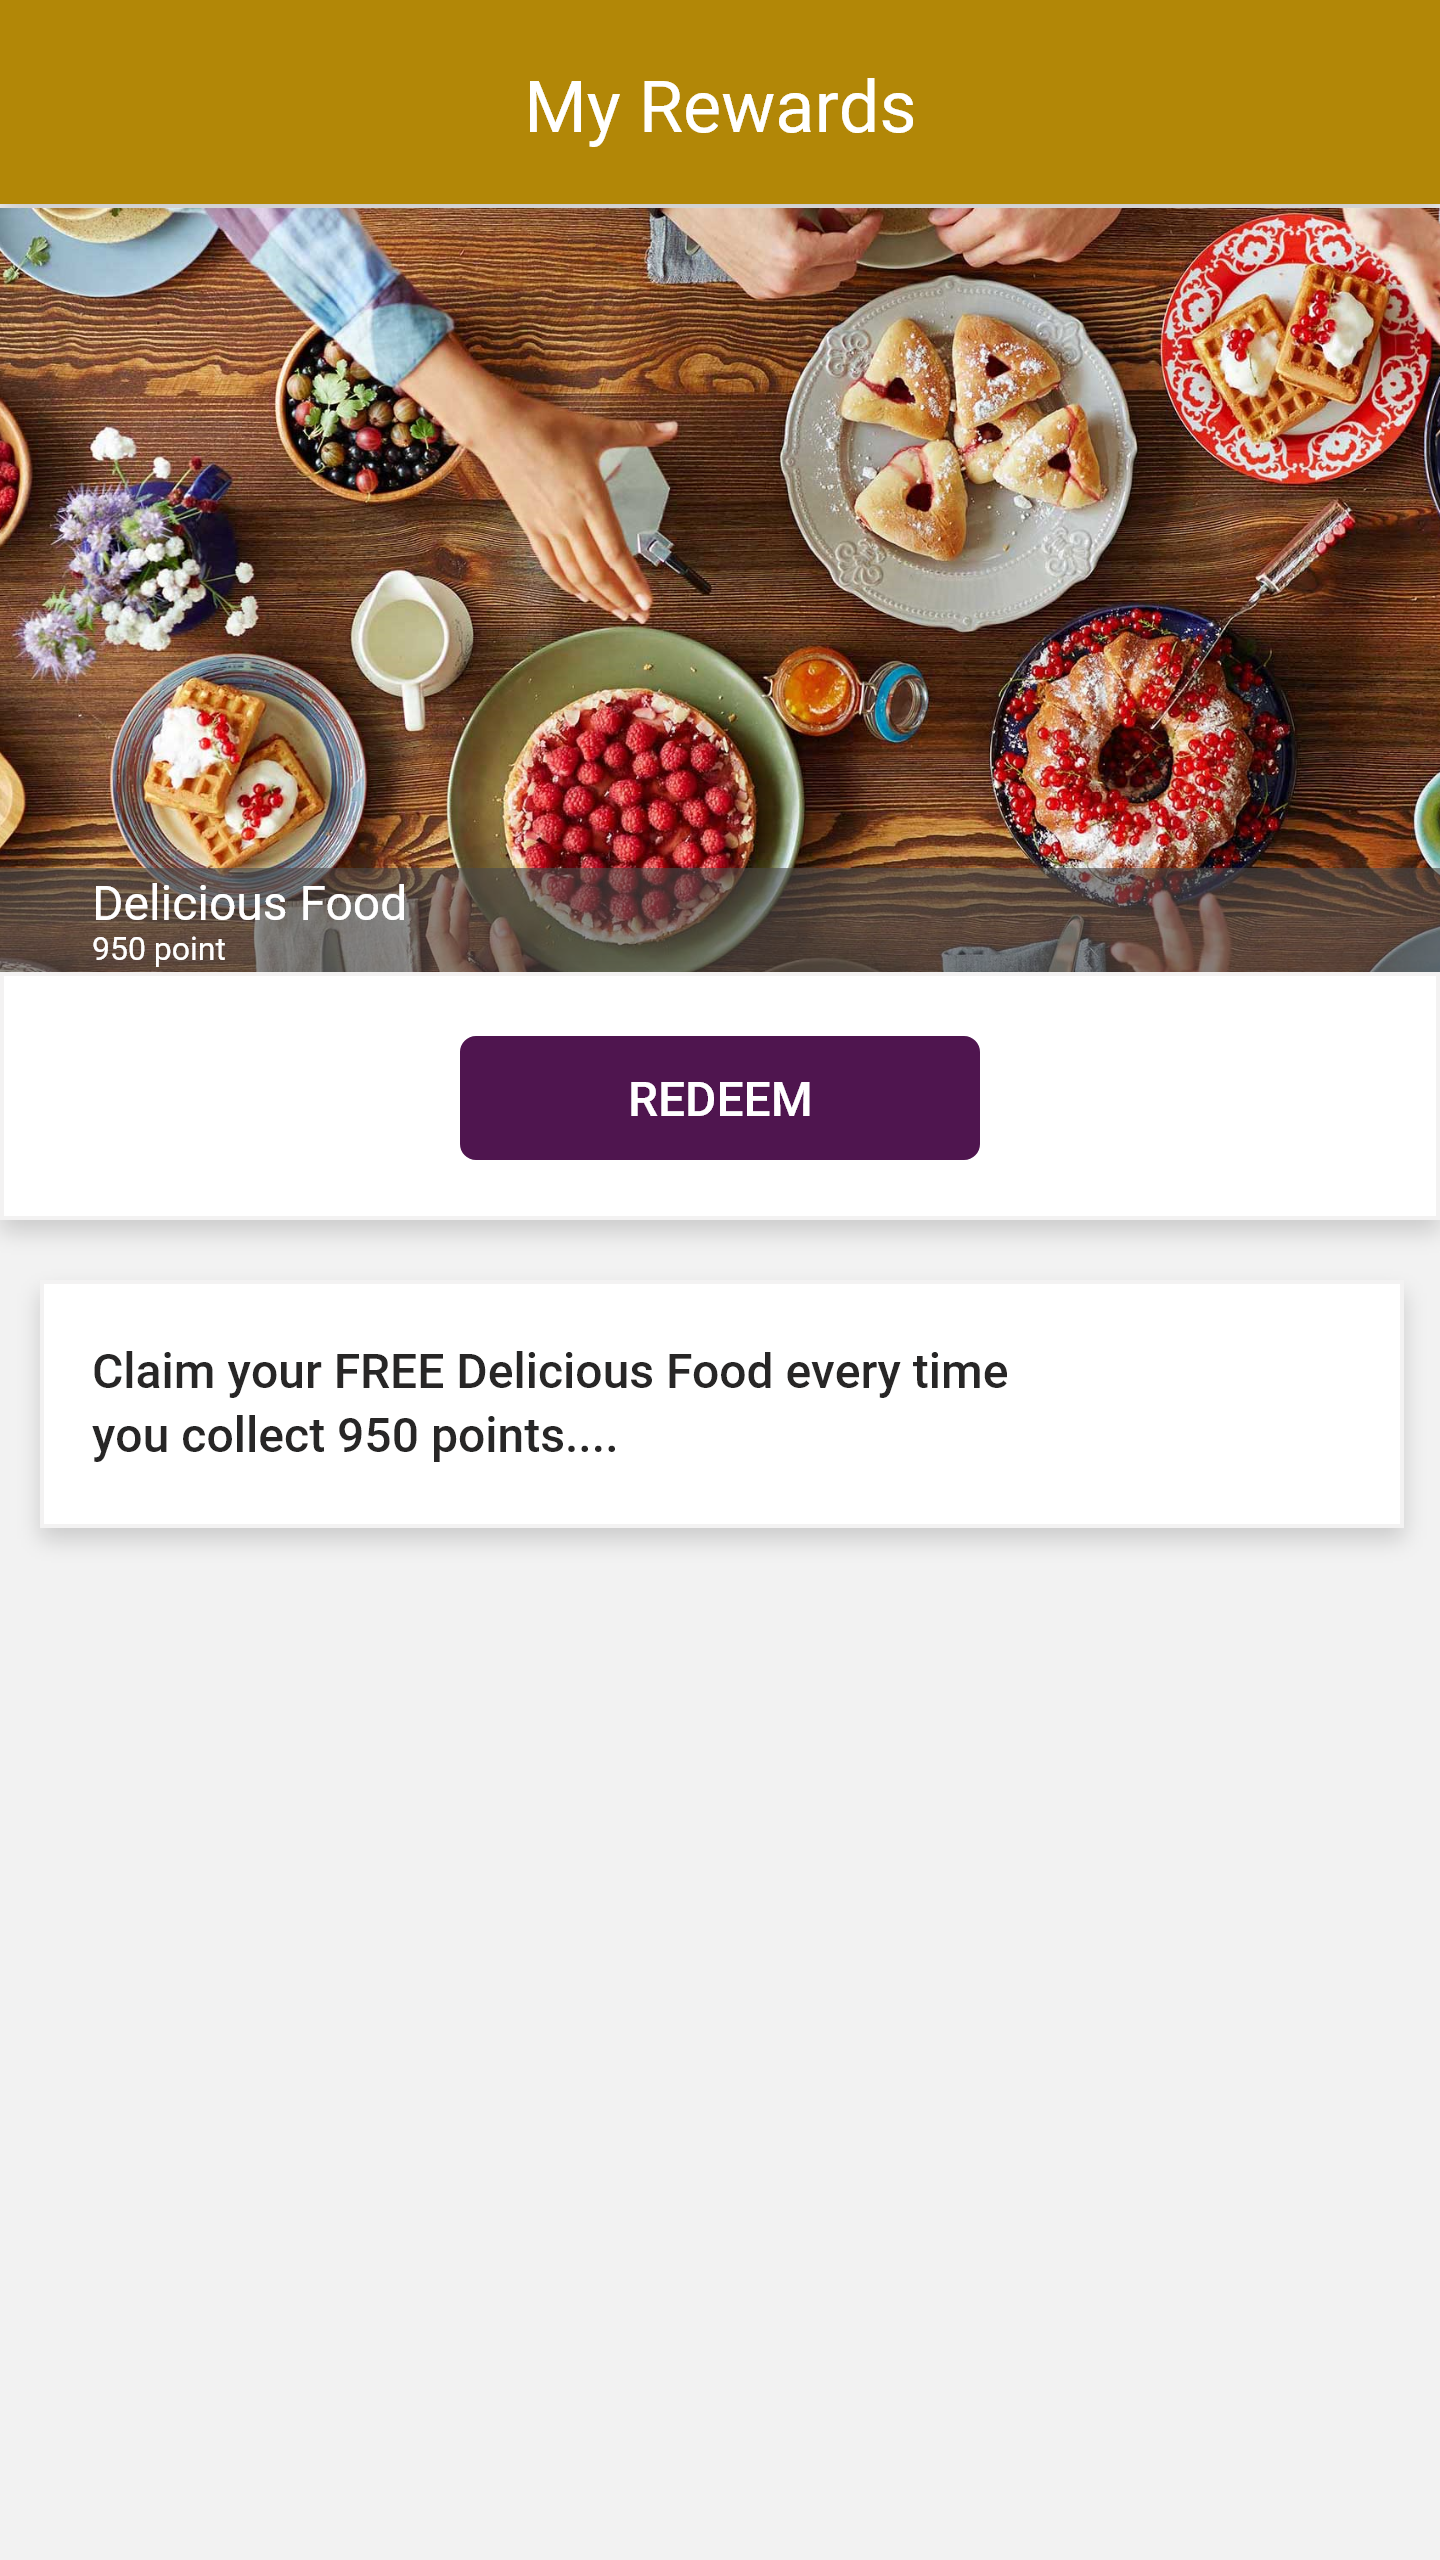 My Rewards
Delicious Food
950 point
REDEEM
Claim your FREE Delicious Food every time
you collect 950 points....